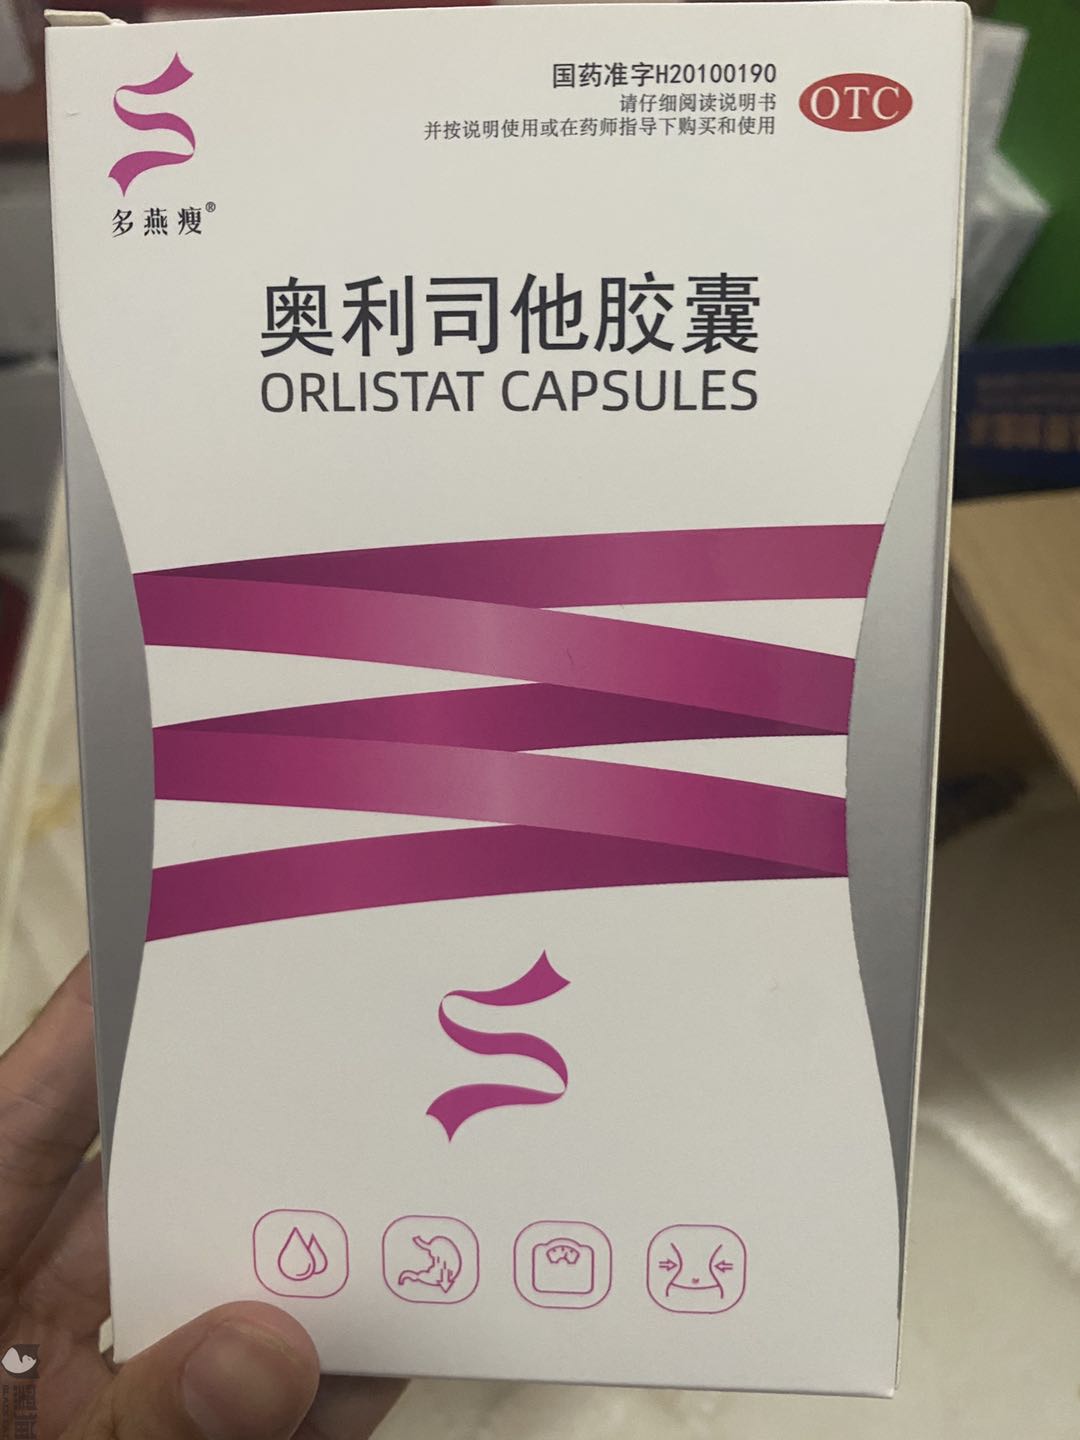 国药准字H20100190
请仔细阅读说明书
并按说明使用或在药师指导下购买和使用
OTC
多燕瘦®
奥利司他胶囊
ORLISTAT CAPSULES